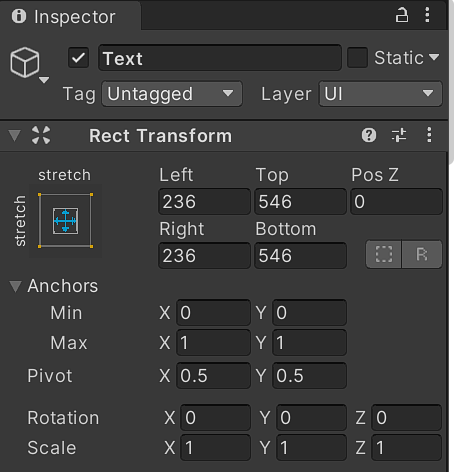 Inspector
Text
Static
Tag Untagged Layer UI
Rect Transform
stretch
stretch
Left Top Pos Z
236 546 0
Right Bottom
236 546
R
Anchors
Min X 0 Y 0
Max X 1 Y 1
Pivot X 0.5 Y 0.5
Rotation X 0 Y 0 Z 0
Scale X 1 Y 1 Z 1